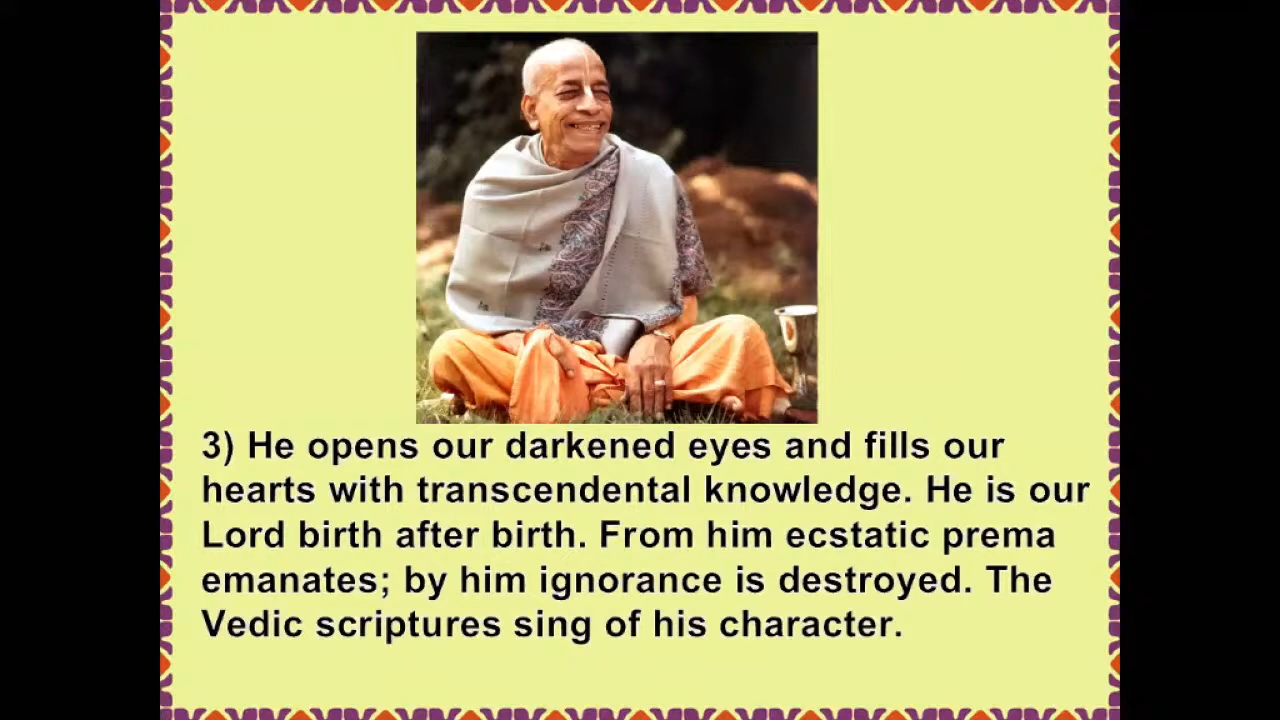 3) He opens our darkened eyes and fills our
hearts with transcendental knowledge. He is our
Lord birth after birth. From him ecstatic prema
emanates; by him ignorance is destroyed. The
Vedic scriptures sing of his character.